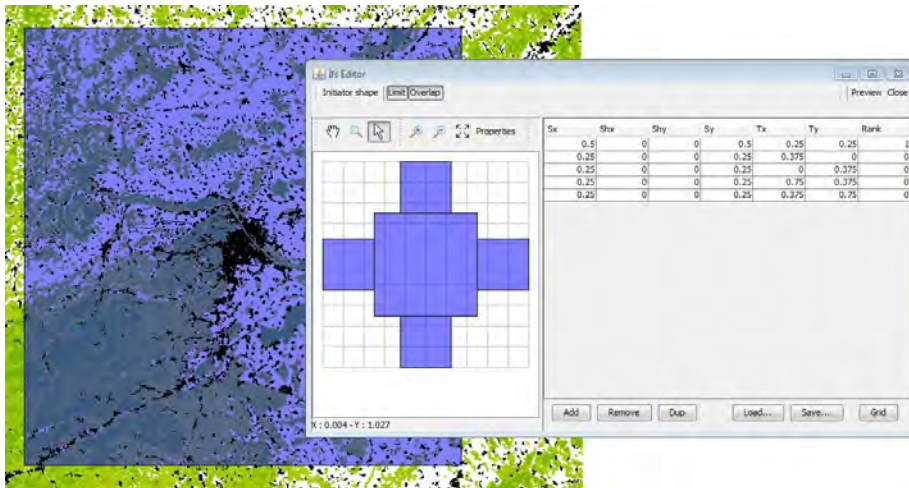 Ifs Editor
Initiator shape Limit Overlap Preview Close
Properties
Sx Shx Shy Sy Tx Ty Rank
0.5 0 0 0.5 0.25 0.25 1
0.25 0 0 0.25 0.375 0 0
0.25 0 0 0.25 0 0.375 0
0.25 0 0 0.25 0.75 0.375 0
0.25 0 0 0.25 0.375 0.75 0
Add Remove Dup Load... Save... Grid
X : 0.004 - Y : 1.027